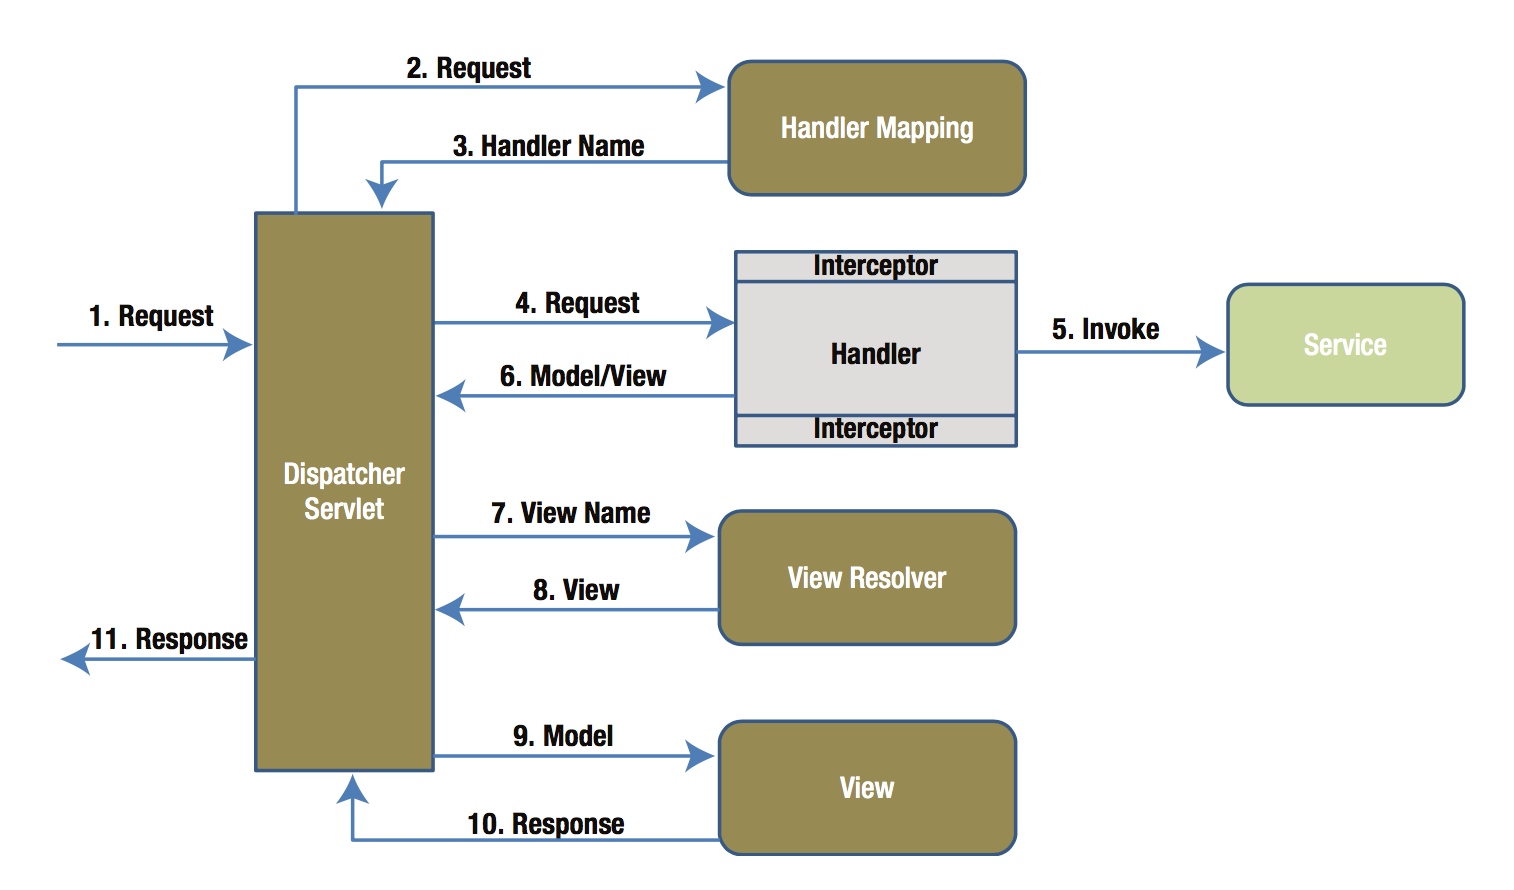 2. Request
Handler Mapping
3. Handler Name
Interceptor
1. Request
4. Request
5. Invoke
Service
Handler
6. Model/View
Interceptor
Dispatcher
Servlet
7. View Name
View Resolver
8. View
11. Response
9. Model
View
10. Response